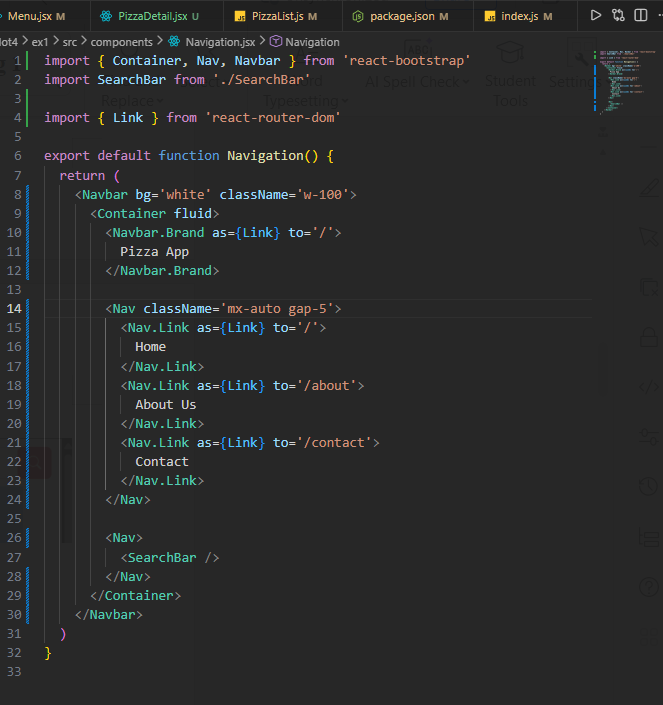 Menu.jsx M PizzaDetail.jsx U PizzaList.js M package.json M index.js M
lot4 > ex1 > src > components > Navigation.jsx > Navigation
1 import { Container, Nav, Navbar } from 'react-bootstrap'
2 import SearchBar from './SearchBar'
3
4 import { Link } from 'react-router-dom'
5
6 export default function Navigation() {
7 return (
8 <Navbar bg='white' className='w-100'>
9 <Container fluid>
10 <Navbar.Brand as={Link} to='/'>
11 Pizza App
12 </Navbar.Brand>
13
14 <Nav className='mx-auto gap-5'>
15 <Nav.Link as={Link} to='/'>
16 Home
17 </Nav.Link>
18 <Nav.Link as={Link} to='/about'>
19 About Us
20 </Nav.Link>
21 <Nav.Link as={Link} to='/contact'>
22 Contact
23 </Nav.Link>
24 </Nav>
25
26 <Nav>
27 <SearchBar />
28 </Nav>
29 </Container>
30 </Navbar>
31 )
32 }
33